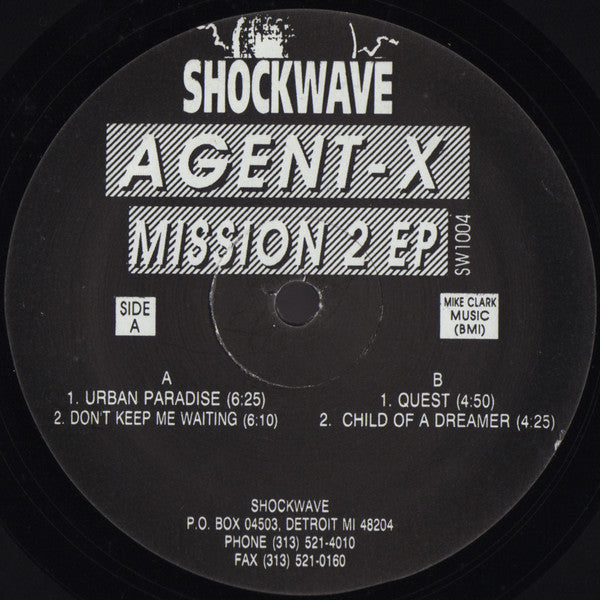 SHOCKWAVE
AGENT-X
MISSION 2 EP
SW1004
SIDE
A
MIKE CLARK
MUSIC
(BMI)
A
1. URBAN PARADISE (6:25)
2. DON'T KEEP ME WAITING (6:10)
B
1. QUEST (4:50)
2. CHILD OF A DREAMER (4:25)
SHOCKWAVE
P.O. BOX 04503, DETROIT MI 48204
PHONE (313) 521-4010
FAX (313) 521-0160